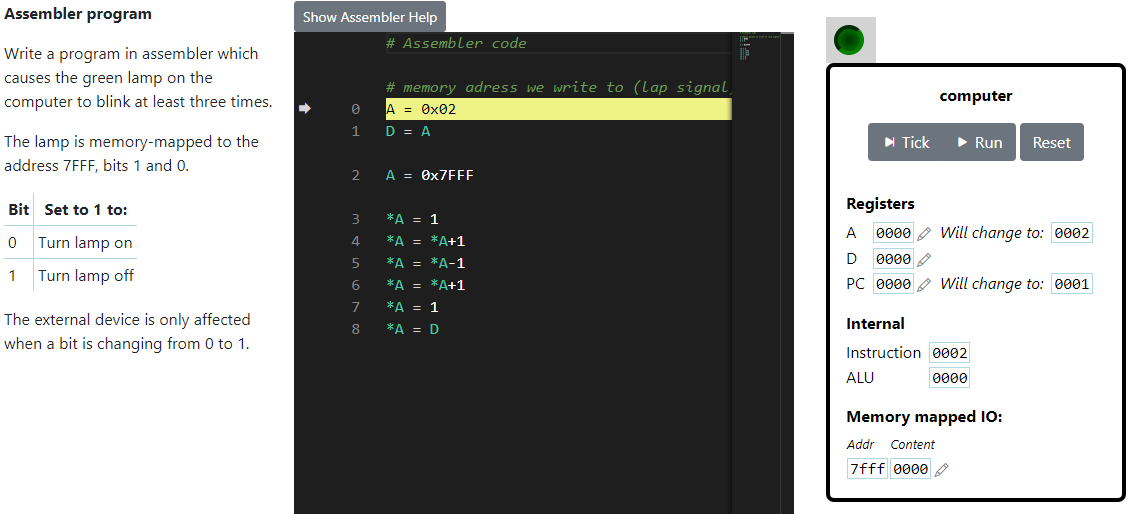 Assembler program
Write a program in assembler which
causes the green lamp on the
computer to blink at least three times.
The lamp is memory-mapped to the
address 7FFF, bits 1 and 0.
Bit Set to 1 to:
0 Turn lamp on
1 Turn lamp off
The external device is only affected
when a bit is changing from 0 to 1.
Show Assembler Help
# Assembler code
# memory adress we write to (lap signal
0 A = 0x02
1 D = A
2 A = 0x7FFF
3 *A = 1
4 *A = *A+1
5 *A = *A-1
6 *A = *A+1
7 *A = 1
8 *A = D
computer
Tick Run Reset
Registers
A 0000 Will change to: 0002
D 0000
PC 0000 Will change to: 0001
Internal
Instruction 0002
ALU 0000
Memory mapped IO:
Addr Content
7fff 0000